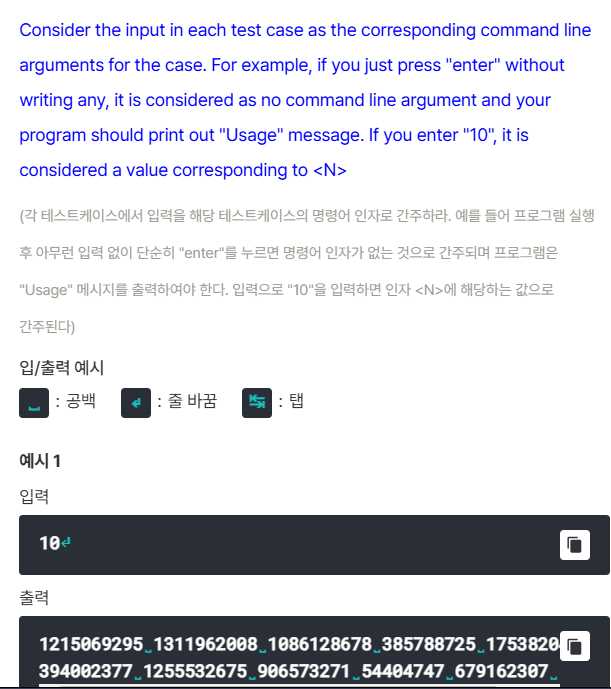 Consider the input in each test case as the corresponding command line
arguments for the case. For example, if you just press "enter" without
writing any, it is considered as no command line argument and your
program should print out "Usage" message. If you enter "10", it is
considered a value corresponding to <N>
(각 테스트케이스에서 입력을 해당 테스트케이스의 명령어 인자로 간주하라. 예를 들어 프로그램 실행
후 아무런 입력 없이 단순히 "enter"를 누르면 명령어 인자가 없는 것으로 간주되며 프로그램은
"Usage" 메시지를 출력하여야 한다. 입력으로 "10"을 입력하면 인자 <N>에 해당하는 값으로
간주된다)
입/출력 예시
␣ : 공백 ↲ : 줄 바꿈 ↹ : 탭
예시 1
입력
10↲
출력
1215069295␣1311962008␣1086128678␣385788725␣1753820
394002377␣1255532675␣906573271␣54404747␣679162307␣